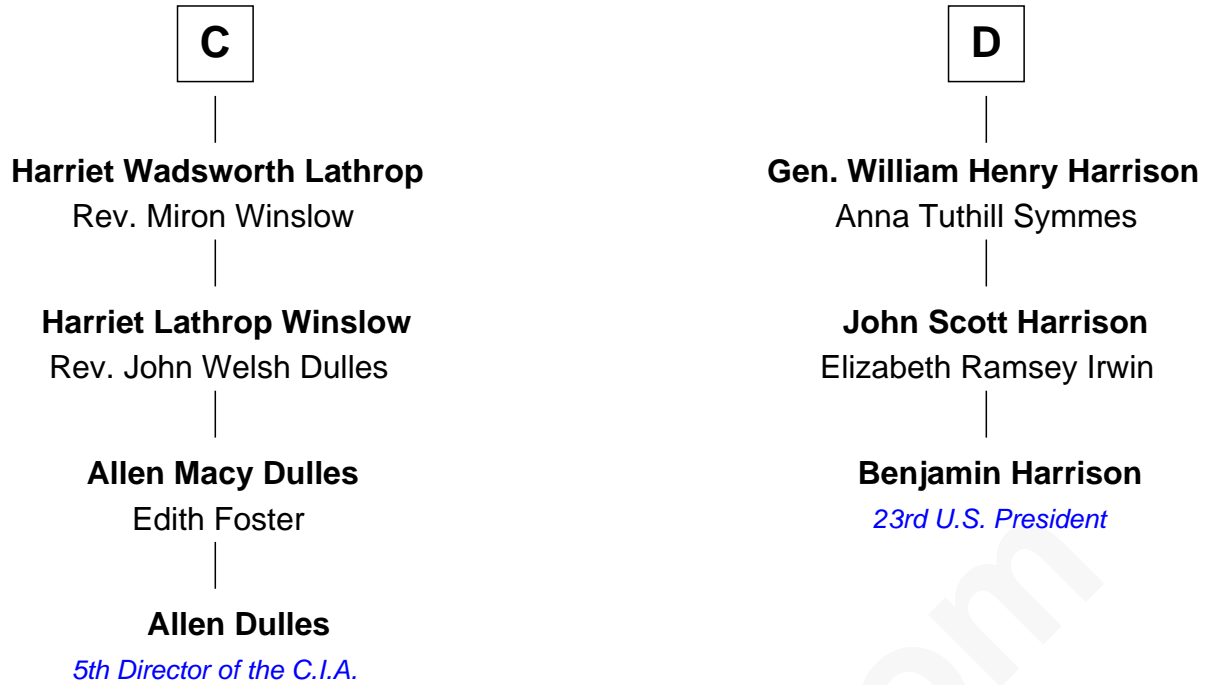 C
Harriet Wadsworth Lathrop
Rev. Miron Winslow
Harriet Lathrop Winslow
Rev. John Welsh Dulles
Allen Macy Dulles
Edith Foster
Allen Dulles
5th Director of the C.I.A.
D
Gen. William Henry Harrison
Anna Tuthill Symmes
John Scott Harrison
Elizabeth Ramsey Irwin
Benjamin Harrison
23rd U.S. President
om